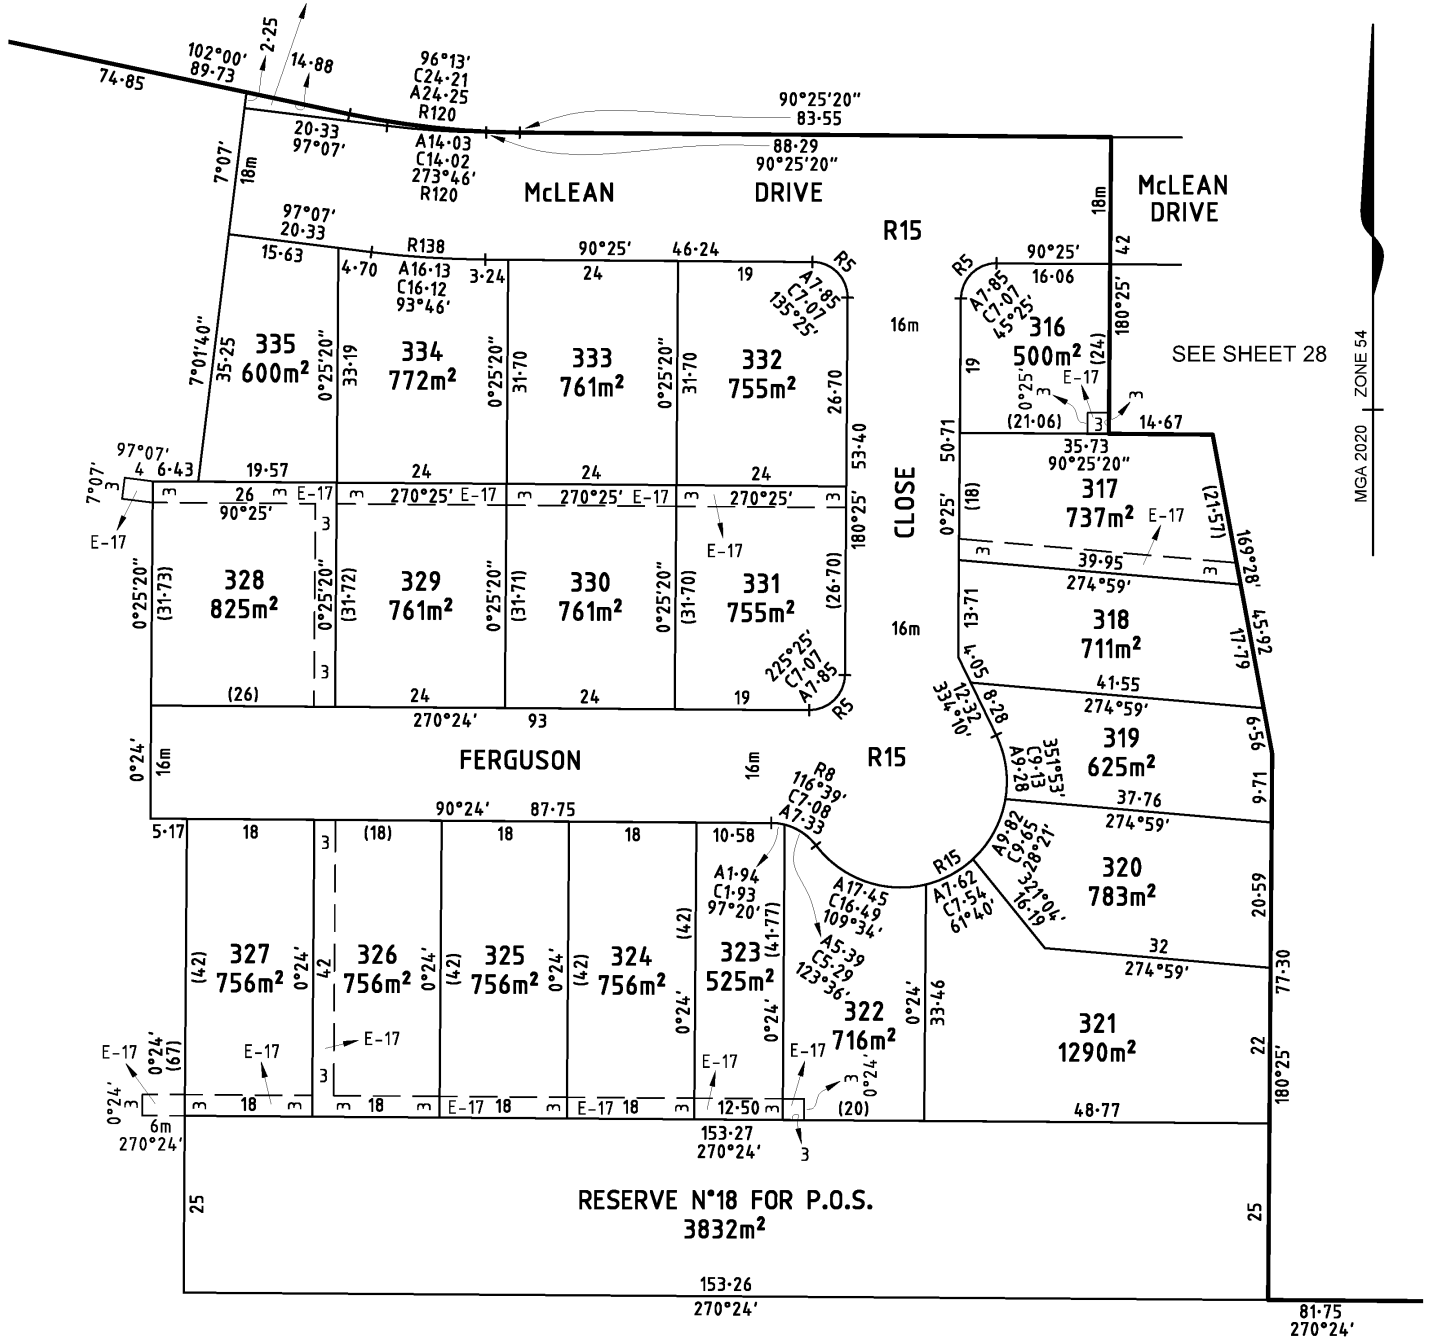 2·25
102°00'
89·73
74·85
14·88
96°13'
C24·21
A24·25
R120
20·33
97°07'
A14·03
C14·02
273°46'
R120
90°25'20"
83·55
88·29
90°25'20"
7°07'
18m
McLEAN DRIVE
McLEAN
DRIVE
18m
42
R15
97°07'
20·33
15·63
4·70
R138
A16·13
C16·12
93°46'
3·24
90°25' 46·24
24
19
R5
A7·85
C7·07
135°25'
R5
A7·85
C7·07
45°25'
90°25'
16·06
180°25'
(24)
16m
19
316
500m²
E-17
0°25'
3
3
3
(21·06)
14·67
35·73
90°25'20"
SEE SHEET 28
MGA 2020 ZONE 54
7°01'40"
35·25
335
600m²
0°25'20"
33·19
334
772m²
0°25'20"
31·70
333
761m²
0°25'20"
31·70
332
755m²
26·70
53·40
50·71
97°07'
4 6·43
7°07'
3
E-17
19·57
24
24
24
3
26
3
E-17
90°25'
3
3
270°25' E-17
3
270°25' E-17
3
270°25'
E-17
180°25'
CLOSE
0°25'
(18)
317
737m²
E-17
(21·57)
169°28'
3
3
39·95
274°59'
0°25'20"
(31·73)
328
825m²
0°25'20"
(31·72)
3
329
761m²
0°25'20"
(31·71)
330
761m²
0°25'20"
(31·70)
331
755m²
(26·70)
16m
13·71
318
711m²
45·92
17·79
225°25'
C7·07
A7·85
R5
(26)
24
24
19
270°24' 93
4·05
8·28
12·32
334°10'
41·55
274°59'
6·56
0°24'
16m
FERGUSON
16m
R15
319
625m²
351°53'
C9·13
A9·28
9·71
37·76
274°59'
R8
116°39'
C7·08
A7·33
90°24' 87·75
5·17
18
(18)
18
18
10·58
3
A1·94
C1·93
97°20'
A17·45
C16·49
109°34'
R15
A7·62
C7·54
61°40'
A9·82
C9·65
28°21'
321°04'
16·19
320
783m²
20·59
32
274°59'
A5·39
C5·29
123°36'
(42)
327
756m²
0°24'
42
326
756m²
0°24'
(42)
325
756m²
0°24'
(42)
324
756m²
(42)
0°24'
323
525m²
(41·77)
0°24'
322
716m²
0°24'
33·46
321
1290m²
77·30
22
180°25'
E-17
0°24'
3
0°24'
(67)
E-17
E-17
3
E-17
E-17
3
0°24'
3
18
3
3
18
3
E-17 18
E-17 18
3
12·50
3
(20)
48·77
3
6m
270°24'
153·27
270°24'
25
RESERVE N°18 FOR P.O.S.
3832m²
25
153·26
270°24'
81·75
270°24'